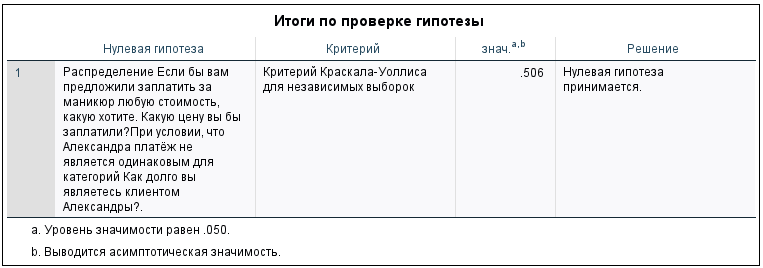 Итоги по проверке гипотезы
Нулевая гипотеза Критерий знач.a,b Решение
1 Распределение Если бы вам Критерий Краскала-Уоллиса .506 Нулевая гипотеза
предложили заплатить за для независимых выборок принимается.
маникюр любую стоимость,
какую хотите. Какую цену вы бы
заплатили?При условии, что
Александра платёж не
является одинаковым для
категорий Как долго вы
являетесь клиентом
Александры?.
a. Уровень значимости равен .050.
b. Выводится асимптотическая значимость.